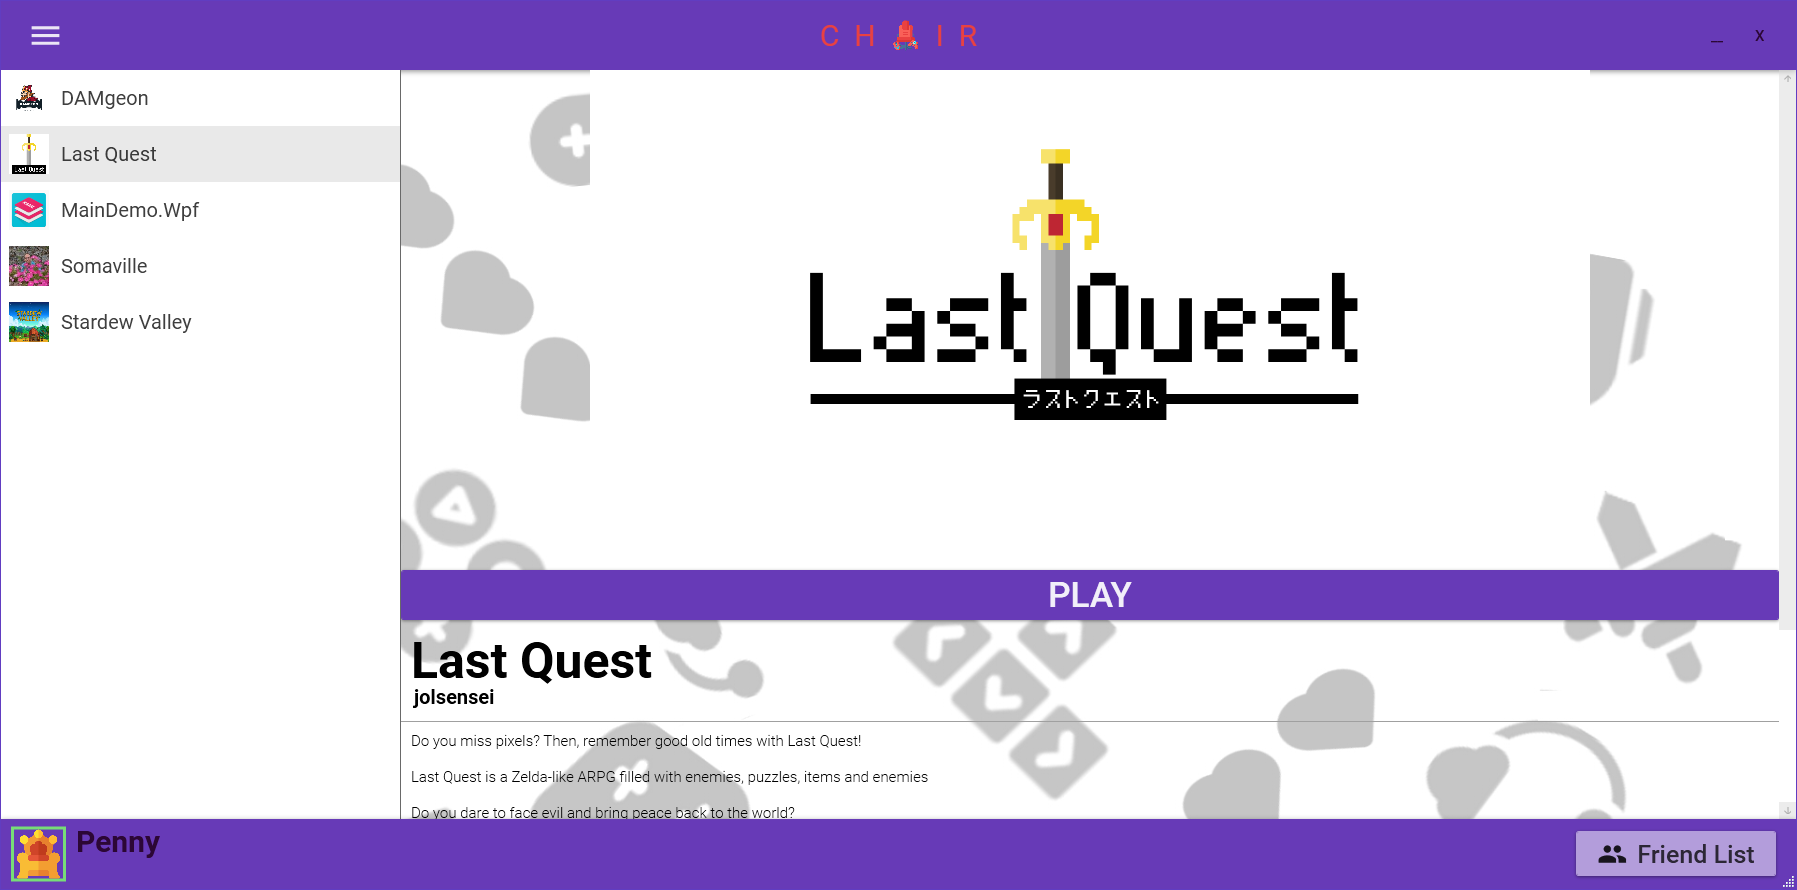 CHAIR
_ x
DAMgeon
Last Quest
MainDemo.Wpf
Somaville
Stardew Valley
Last Quest
ラストクエスト
PLAY
Last Quest
jolsensei
Do you miss pixels? Then, remember good old times with Last Quest!
Last Quest is a Zelda-like ARPG filled with enemies, puzzles, items and enemies
Do you dare to face evil and bring peace back to the world?
Penny
Friend List